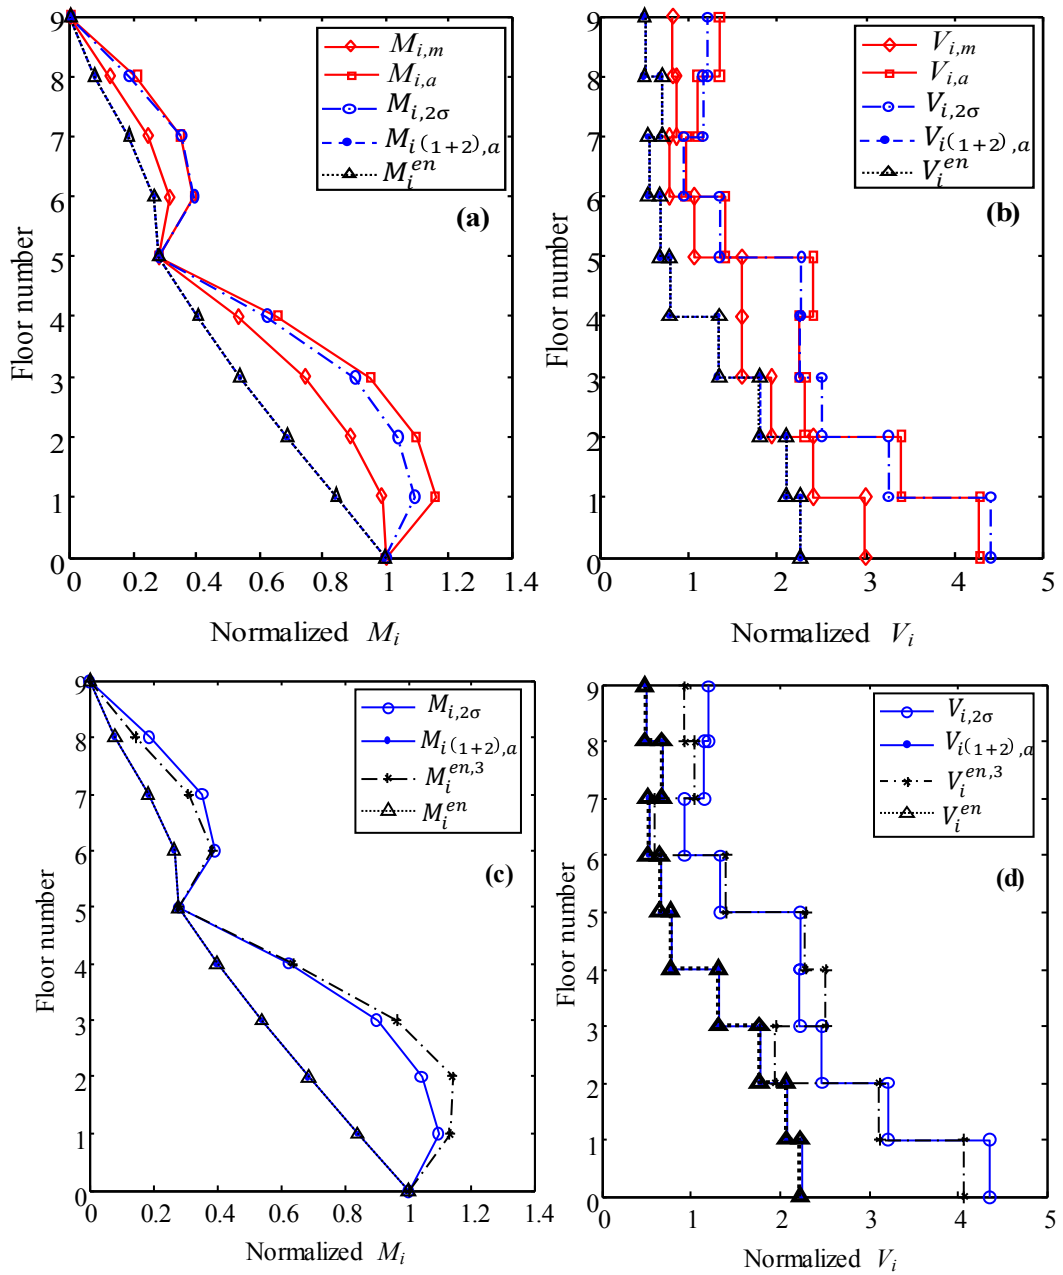 9
8
7
6
5
4
3
2
1
0
Floor number
M_{i,m}
M_{i,a}
M_{i,2σ}
M_{i(1+2),a}
M_i^{en}
(a)
0 0.2 0.4 0.6 0.8 1 1.2 1.4
Normalized M_i
9
8
7
6
5
4
3
2
1
0
Floor number
V_{i,m}
V_{i,a}
V_{i,2σ}
V_{i(1+2),a}
V_i^{en}
(b)
0 1 2 3 4 5
Normalized V_i
9
8
7
6
5
4
3
2
1
0
Floor number
M_{i,2σ}
M_{i(1+2),a}
M_i^{en,3}
M_i^{en}
(c)
0 0.2 0.4 0.6 0.8 1 1.2 1.4
Normalized M_i
9
8
7
6
5
4
3
2
1
0
Floor number
V_{i,2σ}
V_{i(1+2),a}
V_i^{en,3}
V_i^{en}
(d)
0 1 2 3 4 5
Normalized V_i